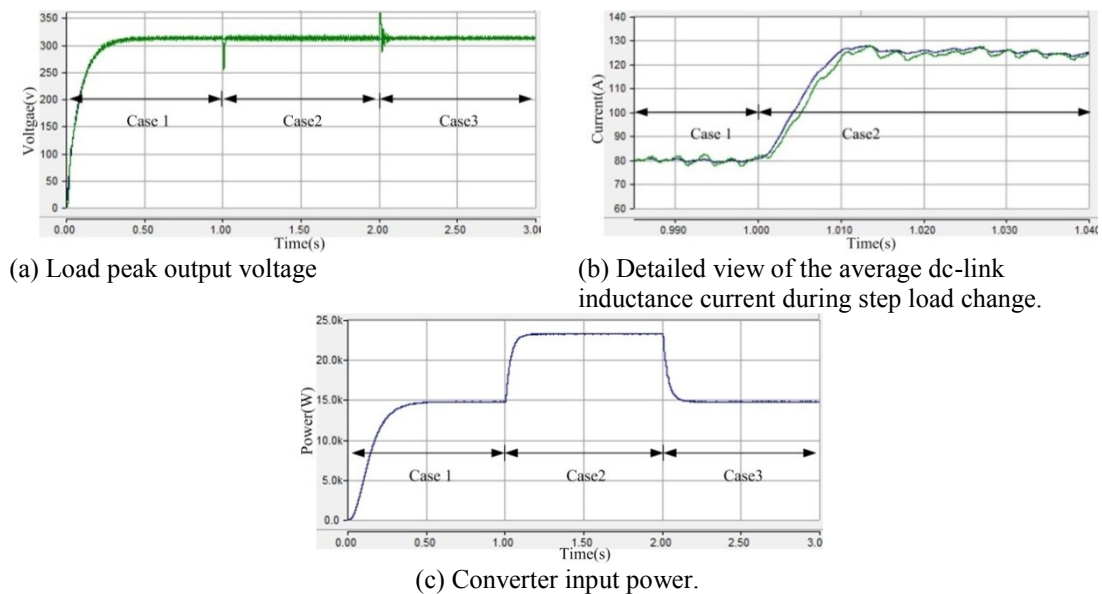 350
300
250
200
150
100
50
0
Voltgae(v)
Case 1
Case2
Case3
0.00 0.50 1.00 1.50 2.00 2.50 3.00
Time(s)
(a) Load peak output voltage
140
130
120
110
100
90
80
70
60
Current(A)
Case 1
Case2
0.990 1.000 1.010 1.020 1.030 1.040
Time(s)
(b) Detailed view of the average dc-link
inductance current during step load change.
25.0k
20.0k
15.0k
10.0k
5.0k
0.0
Power(W)
Case 1
Case2
Case3
0.00 0.50 1.00 1.50 2.00 2.50 3.00
Time(s)
(c) Converter input power.